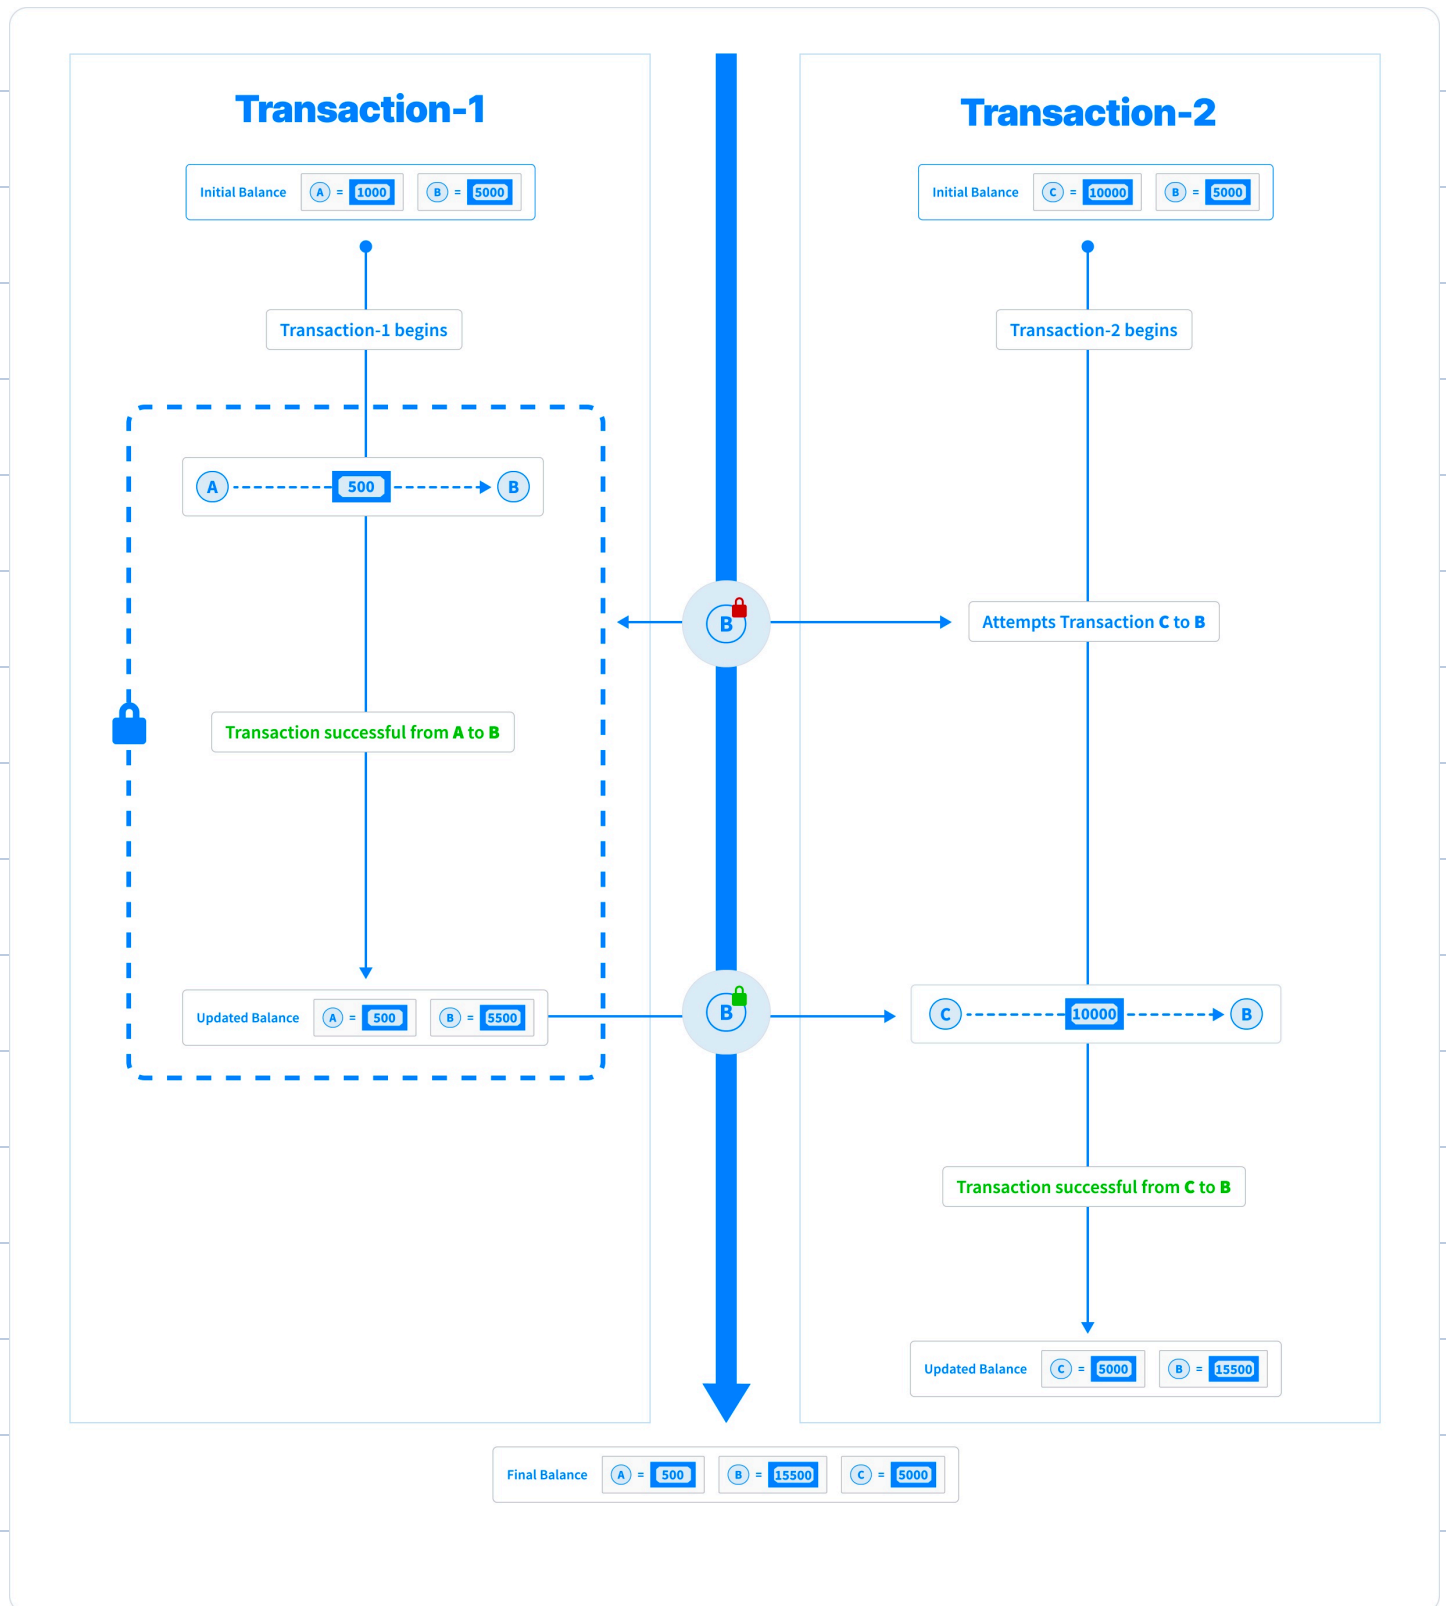 Transaction-1
Initial Balance A = 1000 B = 5000
Transaction-1 begins
A 500 B
Transaction successful from A to B
Updated Balance A = 500 B = 5500
B
B
Transaction-2
Initial Balance C = 10000 B = 5000
Transaction-2 begins
Attempts Transaction C to B
C 10000 B
Transaction successful from C to B
Updated Balance C = 5000 B = 15500
Final Balance A = 500 B = 15500 C = 5000